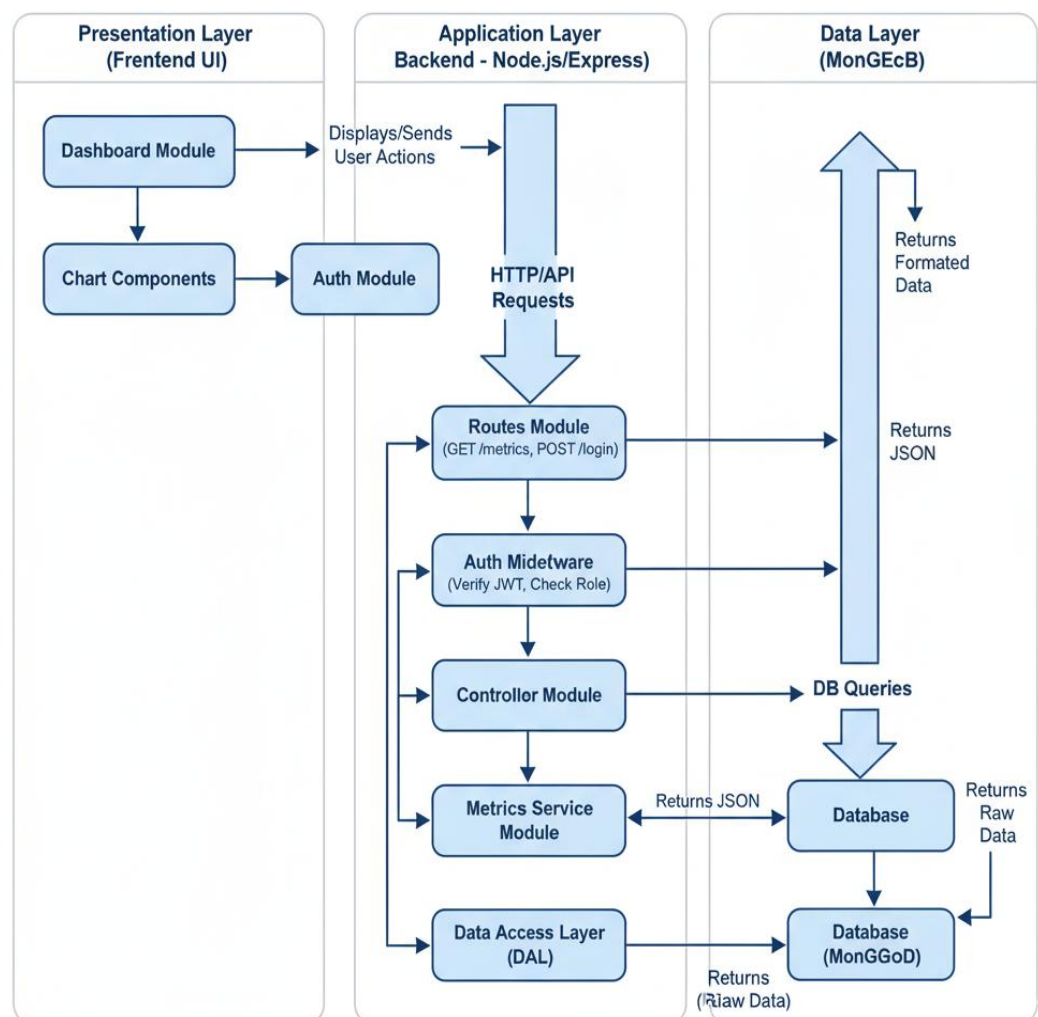 Presentation Layer
(Frentend UI)
Application Layer
Backend - Node.js/Express)
Data Layer
(MonGEcB)
Dashboard Module
Displays/Sends
User Actions
Chart Components
Auth Module
HTTP/API
Requests
Returns
Formated
Data
Routes Module
(GET /metrics, POST /login)
Returns
JSON
Auth Midetware
(Verify JWT, Check Role)
Controllor Module
DB Queries
Metrics Service
Module
Returns JSON
Database
Returns
Raw
Data
Data Access Layer
(DAL)
Database
(MonGGoD)
Returns
Data)